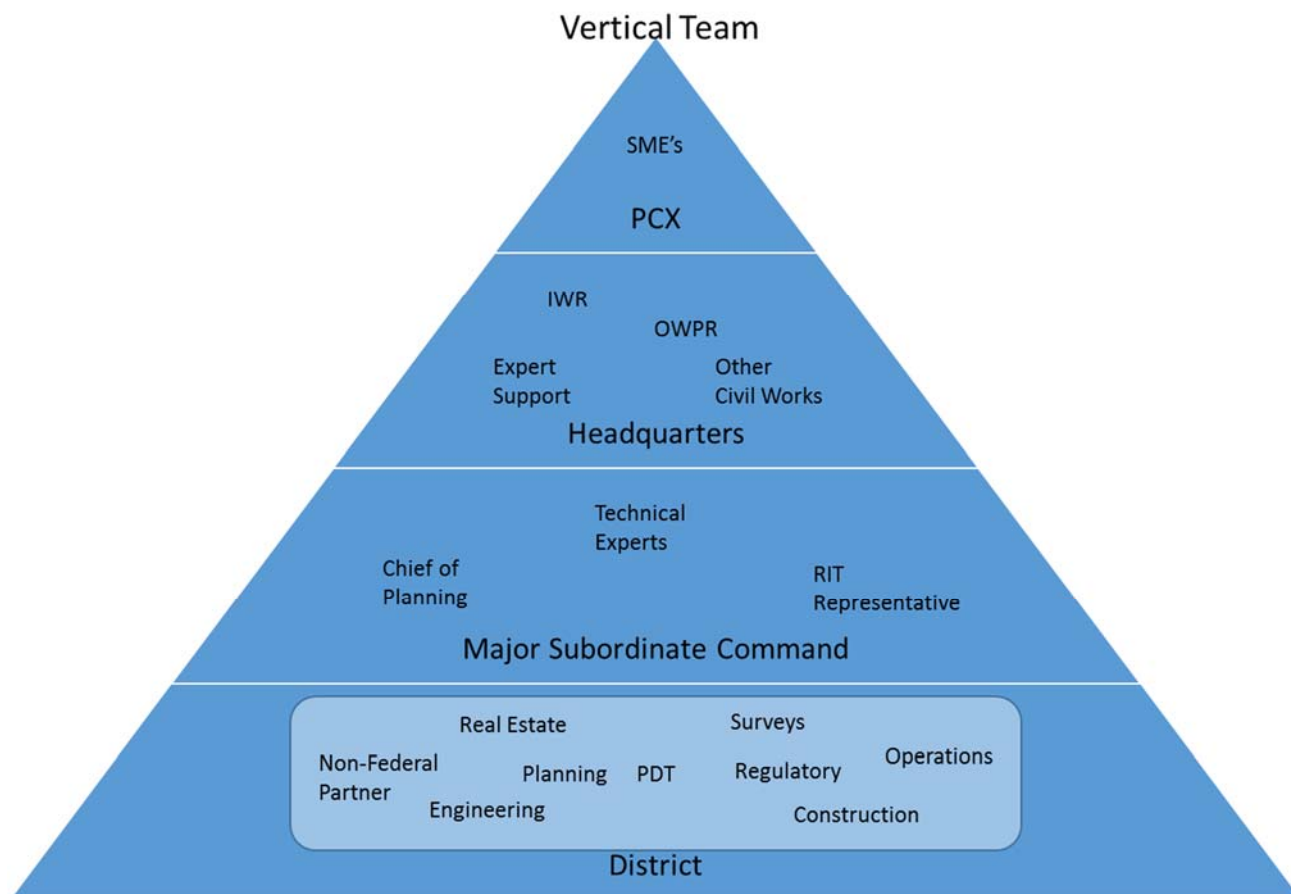 Vertical Team
SME's
PCX
IWR
OWPR
Expert
Support
Other
Civil Works
Headquarters
Technical
Experts
Chief of
Planning
RIT
Representative
Major Subordinate Command
Real Estate
Surveys
Non-Federal
Partner
Planning
PDT
Regulatory
Operations
Engineering
Construction
District